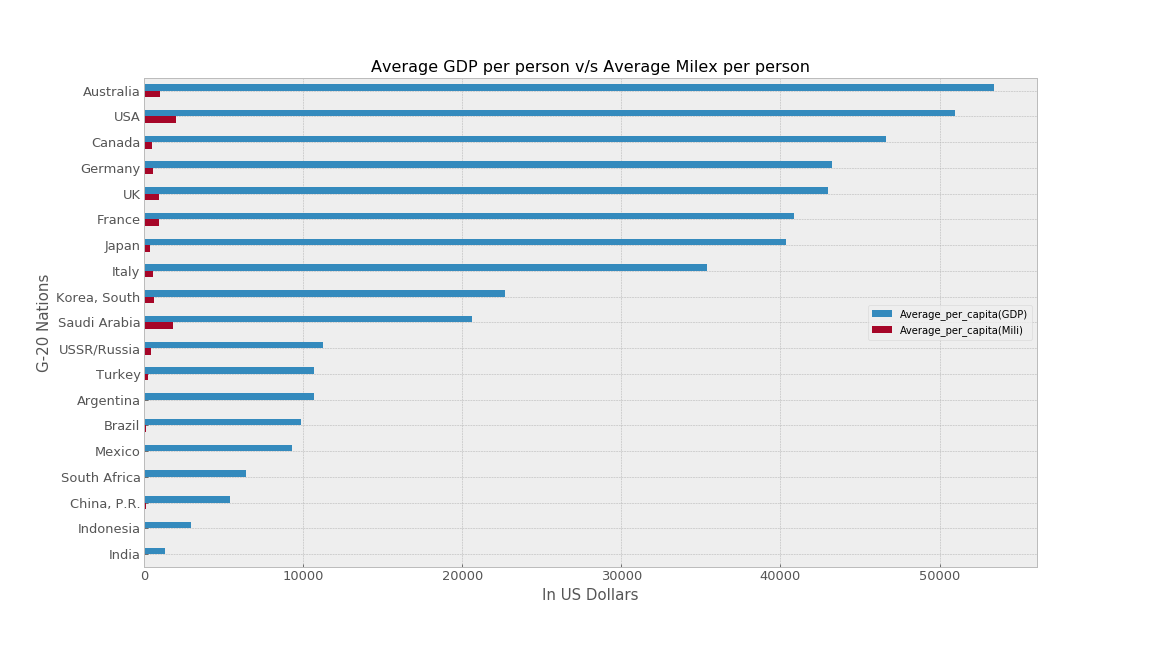 Average GDP per person v/s Average Milex per person
G-20 Nations
Australia
USA
Canada
Germany
UK
France
Japan
Italy
Korea, South
Saudi Arabia
USSR/Russia
Turkey
Argentina
Brazil
Mexico
South Africa
China, P.R.
Indonesia
India
Average_per_capita(GDP)
Average_per_capita(Mili)
0 10000 20000 30000 40000 50000
In US Dollars